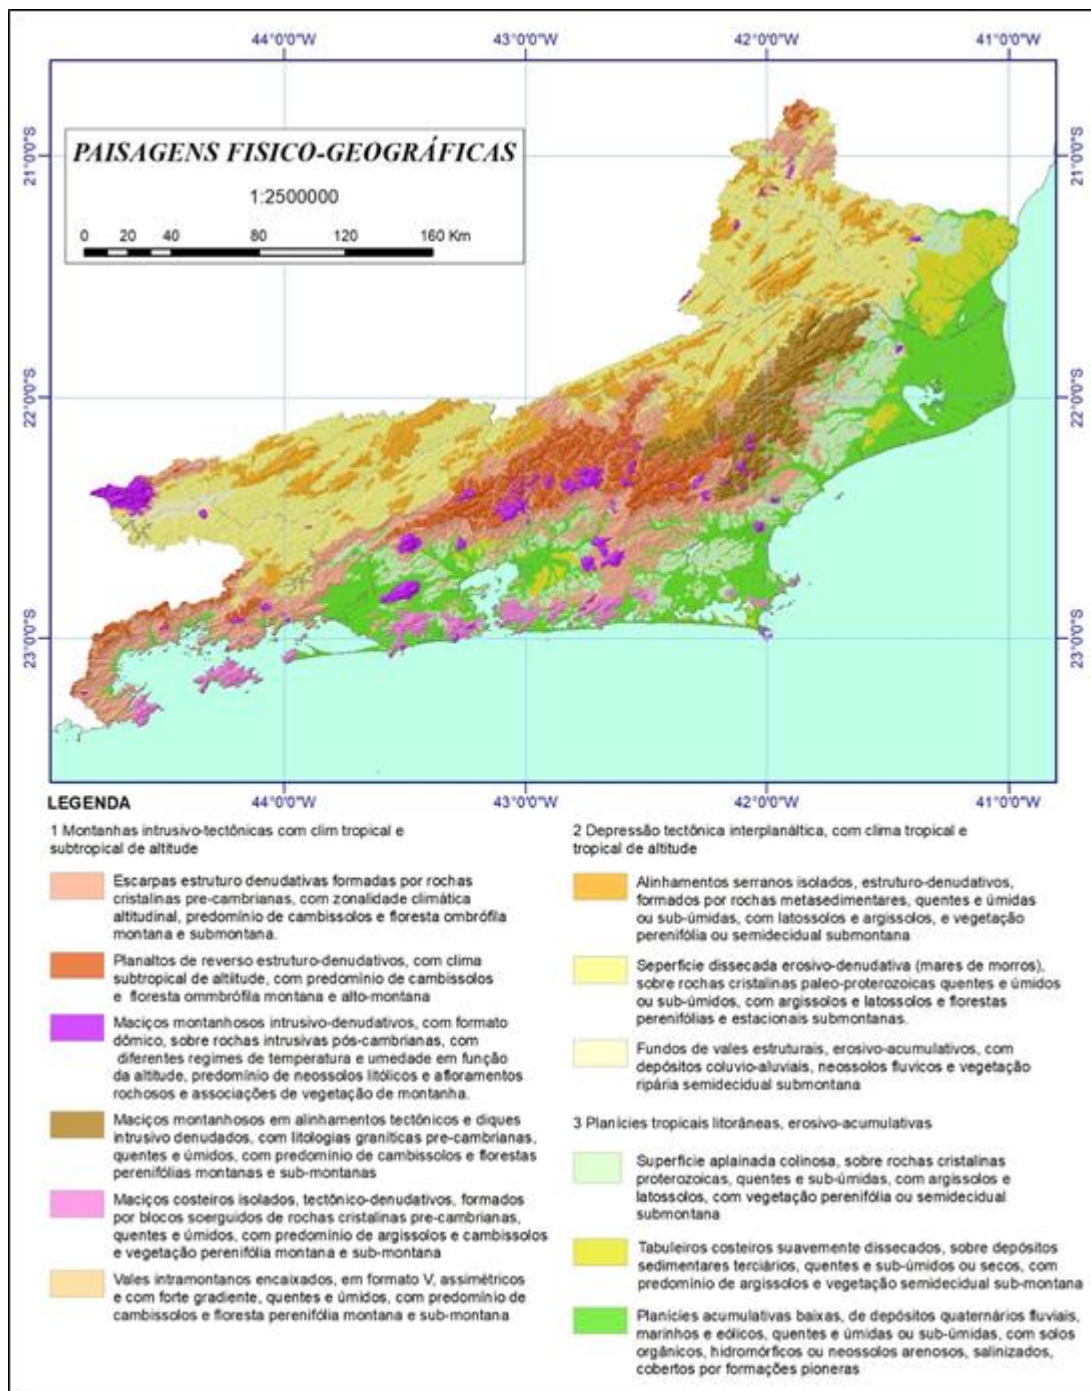 44°0'0"W 43°0'0"W 42°0'0"W 41°0'0"W
21°0'0"S 21°0'0"S
PAISAGENS FISICO-GEOGRÁFICAS
1:2500000
0 20 40 80 120 160 Km
22°0'0"S 22°0'0"S
23°0'0"S 23°0'0"S
44°0'0"W 43°0'0"W 42°0'0"W 41°0'0"W
LEGENDA
1 Montanhas intrusivo-tectônicas com clim tropical e
subtropical de altitude
Escarpas estruturo denudativas formadas por rochas
cristalinas pre-cambrianas, com zonalidade climática
altitudinal, predomínio de cambissolos e floresta ombrófila
montana e submontana.
Planaltos de reverso estruturo-denudativos, com clima
subtropical de altiitude, com predomínio de cambissolos
e floresta ommbrófila montana e alto-montana
Maciços montanhosos intrusivo-denudativos, com formato
dômico, sobre rochas intrusivas pós-cambrianas, com
diferentes regimes de temperatura e umedade em função
da altitude, predomínio de neossolos litólicos e afloramentos
rochosos e associações de vegetação de montanha.
Maciços montanhosos em alinhamentos tectônicos e diques
intrusivo denudados, com litologias graníticas pre-cambrianas,
quentes e úmidos, com predomínio de cambissolos e florestas
perenifólias montanas e sub-montanas
Maciços costeiros isolados, tectônico-denudativos, formados
por blocos soerguidos de rochas cristalinas pre-cambrianas,
quentes e úmidos, com predomínio de argissolos e cambissolos
e vegetação perenifólia montana e sub-montana
Vales intramontanos encaixados, em formato V, assimétricos
e com forte gradiente, quentes e úmidos, com predomínio de
cambissolos e floresta perenifólia montana e sub-montana
2 Depressão tectônica interplanáltica, com clima tropical e
tropical de altitude
Alinhamentos serranos isolados, estruturo-denudativos,
formados por rochas metasedimentares, quentes e úmidas
ou sub-úmidas, com latossolos e argissolos, e vegetação
perenifólia ou semidecidual submontana
Seperfície dissecada erosivo-denudativa (mares de morros),
sobre rochas cristalinas paleo-proterozoicas quentes e úmidos
ou sub-úmidos, com argissolos e latossolos e florestas
perenifólias e estacionais submontanas.
Fundos de vales estruturais, erosivo-acumulativos, com
depósitos coluvio-aluviais, neossolos fluvicos e vegetação
ripária semidecidual submontana
3 Planícies tropicais litorâneas, erosivo-acumulativas
Superfície aplainada colinosa, sobre rochas cristalinas
proterozoicas, quentes e sub-úmidas, com argissolos e
latossolos, com vegetação perenifólia ou semidecidual
submontana
Tabuleiros costeiros suavemente dissecados, sobre depósitos
sedimentares terciários, quentes e sub-úmidos ou secos, com
predomínio de argissolos e vegetação semidecidual sub-montana
Planícies acumulativas baixas, de depósitos quaternários fluviais,
marinhos e eólicos, quentes e úmidas ou sub-úmidas, com solos
orgânicos, hidromórficos ou neossolos arenosos, salinizados,
cobertos por formações pioneras